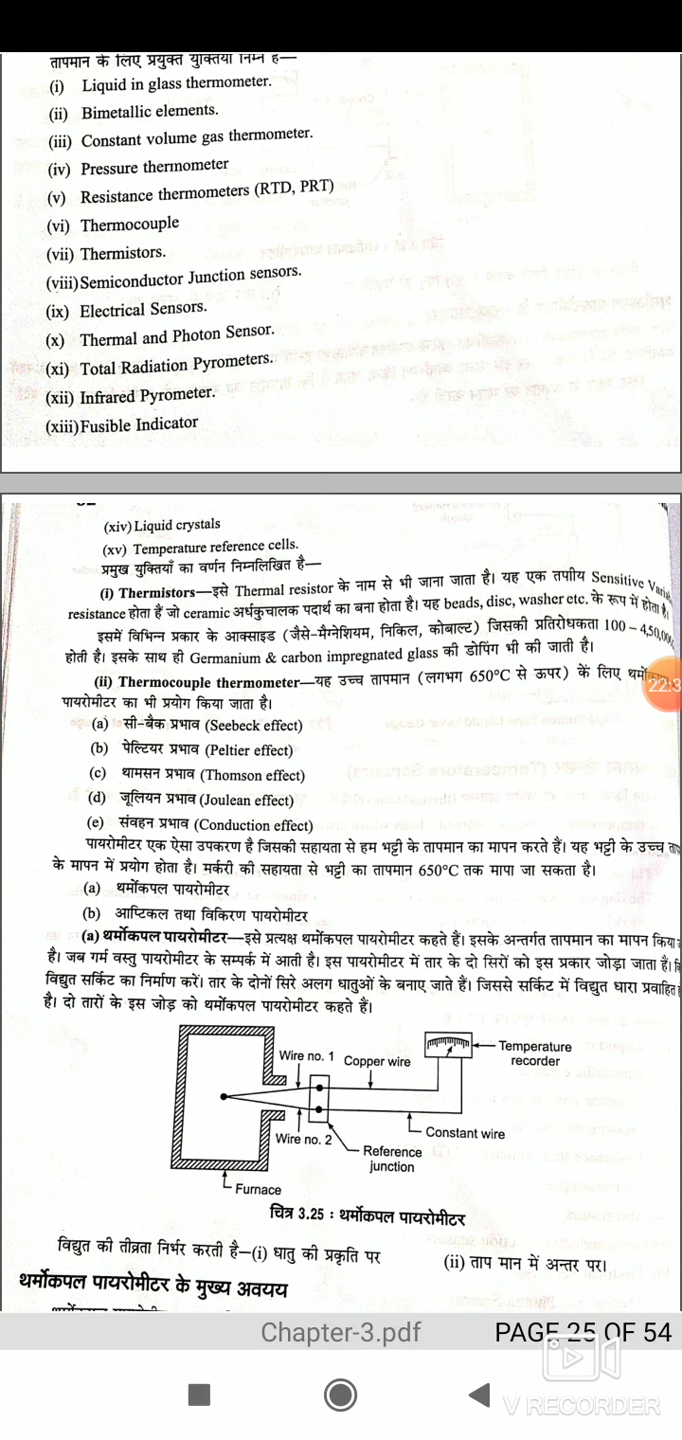 तापमान के लिए प्रयुक्त युक्तियाँ निम्न हैं—
(i) Liquid in glass thermometer.
(ii) Bimetallic elements.
(iii) Constant volume gas thermometer.
(iv) Pressure thermometer
(v) Resistance thermometers (RTD, PRT)
(vi) Thermocouple
(vii) Thermistors.
(viii) Semiconductor Junction sensors.
(ix) Electrical Sensors.
(x) Thermal and Photon Sensor.
(xi) Total Radiation Pyrometers.
(xii) Infrared Pyrometer.
(xiii) Fusible Indicator
(xiv) Liquid crystals
(xv) Temperature reference cells.
प्रमुख युक्तियाँ का वर्णन निम्नलिखित है—
(i) Thermistors—इसे Thermal resistor के नाम से भी जाना जाता है। यह एक तपीय Sensitive
resistance होता हैं जो ceramic अर्धकुचालक पदार्थ का बना होता है। यह beads, disc, washer etc. के रूप में होता है।
इसमें विभिन्न प्रकार के आक्साइड (जैसे-मैग्नेशियम, निकिल, कोबाल्ट) जिसकी प्रतिरोधकता 100 – 4,50,000
होती है। इसके साथ ही Germanium & carbon impregnated glass की डोपिंग भी की जाती है।
(ii) Thermocouple thermometer—यह उच्च तापमान (लगभग 650°C से ऊपर) कें लिए
22:3
पायरोमीटर का भी प्रयोग किया जाता है।
(a) सी-बैक प्रभाव (Seebeck effect)
(b) पेल्टियर प्रभाव (Peltier effect)
(c) थामसन प्रभाव (Thomson effect)
(d) जूलियन प्रभाव (Joulean effect)
(e) संवहन प्रभाव (Conduction effect)
पायरोमीटर एक ऐसा उपकरण है जिसकी सहायता से हम भट्टी के तापमान का मापन करते हैं। यह भट्टी के उच्च
के मापन में प्रयोग होता है। मर्करी की सहायता से भट्टी का तापमान 650°C तक मापा जा सकता है।
(a) थर्मोकपल पायरोमीटर
(b) आप्टिकल तथा विकिरण पायरोमीटर
(a) थर्मोकपल पायरोमीटर—इसे प्रत्यक्ष थर्मोकपल पायरोमीटर कहते हैं। इसके अन्तर्गत तापमान का मापन किया
है। जब गर्म वस्तु पायरोमीटर के सम्पर्क में आती है। इस पायरोमीटर में तार के दो सिरों को इस प्रकार जोड़ा जाता हैं।
विद्युत सर्किट का निर्माण करें। तार के दोनों सिरे अलग धातुओं के बनाए जाते हैं। जिससे सर्किट में विद्युत धारा प्रवाहित
है। दो तारों के इस जोड़ को थर्मोकपल पायरोमीटर कहते हैं।
Wire no. 1
Copper wire
Temperature
recorder
Constant wire
Wire no. 2
Reference
junction
Furnace
चित्र 3.25 : थर्मोकपल पायरोमीटर
विद्युत की तीव्रता निर्भर करती है—(i) धातु की प्रकृति पर (ii) ताप मान में अन्तर पर।
थर्मोकपल पायरोमीटर के मुख्य अवयय
Chapter-3.pdf PAGE 25 OF 54
V RECORDER